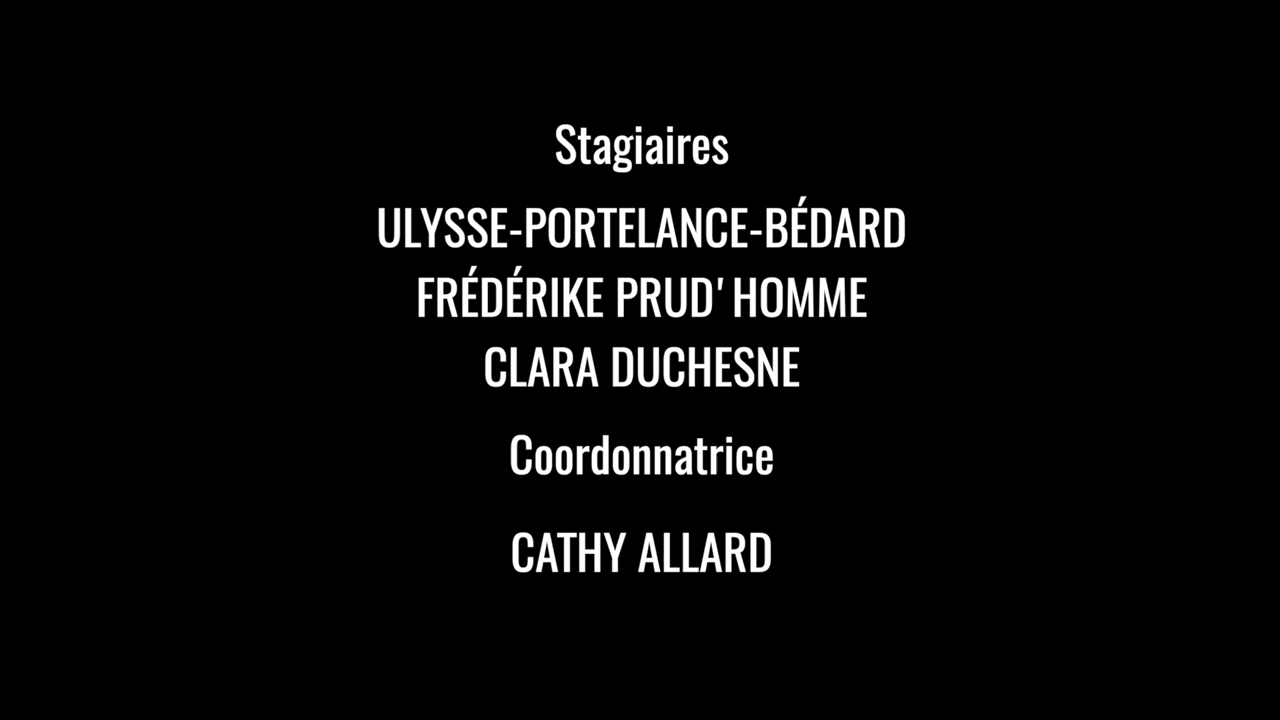 Stagiaires
ULYSSE-PORTELANCE-BÉDARD
FRÉDÉRIKE PRUD'HOMME
CLARA DUCHESNE
Coordonnatrice
CATHY ALLARD